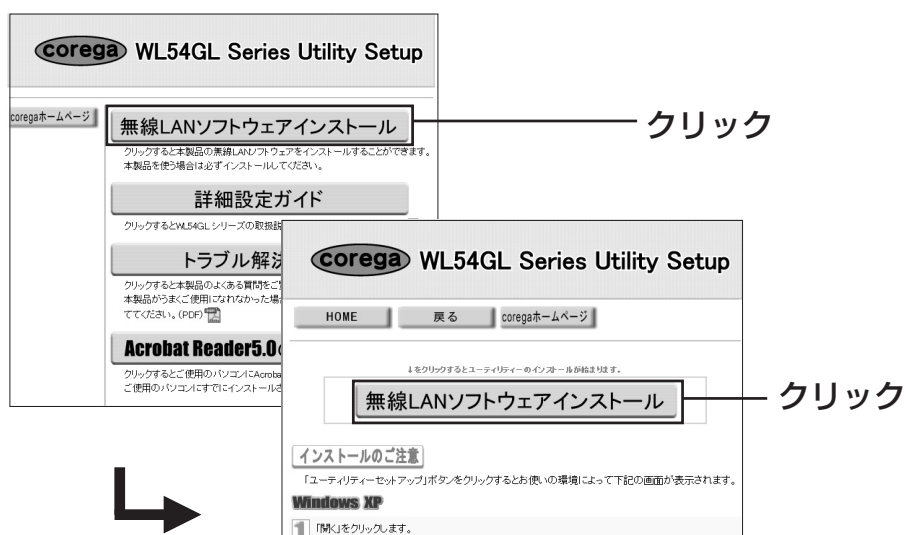 corega WL54GL Series Utility Setup
coregaホームページ
無線LANソフトウェアインストール
クリック
クリックすると本製品の無線LANソフトウェアをインストールすることができます。
本製品を使う場合は必ずインストールしてください。
詳細設定ガイド
クリックするとWL54GLシリーズの取扱説
トラブル解決
クリックすると本製品のよくある質問をご
本製品がうまくご使用になれなかった場
ててください。(PDF)
Acrobat Reader5.0
クリックするとご使用のパソコンにAcroba
ご使用のパソコンにすでにインストールさ
corega WL54GL Series Utility Setup
HOME
戻る
coregaホームページ
↓をクリックするとユーティリティーのインストールが始まります。
無線LANソフトウェアインストール
クリック
インストールのご注意
「ユーティリティーセットアップ」ボタンをクリックするとお使いの環境によって下記の画面が表示されます。
Windows XP
1 「開く」をクリックします。